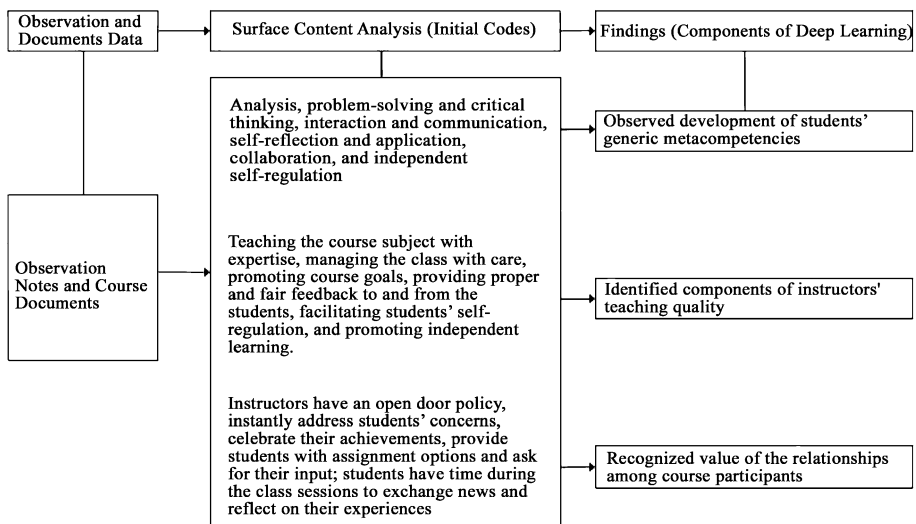 Observation and
Documents Data
Surface Content Analysis (Initial Codes)
Findings (Components of Deep Learning)
Analysis, problem-solving and critical
thinking, interaction and communication,
self-reflection and application,
collaboration, and independent
self-regulation
Observed development of students’
generic metacompetencies
Observation
Notes and Course
Documents
Teaching the course subject with
expertise, managing the class with care,
promoting course goals, providing proper
and fair feedback to and from the
students, facilitating students’ self-
regulation, and promoting independent
learning.
Identified components of instructors'
teaching quality
Instructors have an open door policy,
instantly address students’ concerns,
celebrate their achievements, provide
students with assignment options and ask
for their input; students have time during
the class sessions to exchange news and
reflect on their experiences
Recognized value of the relationships
among course participants